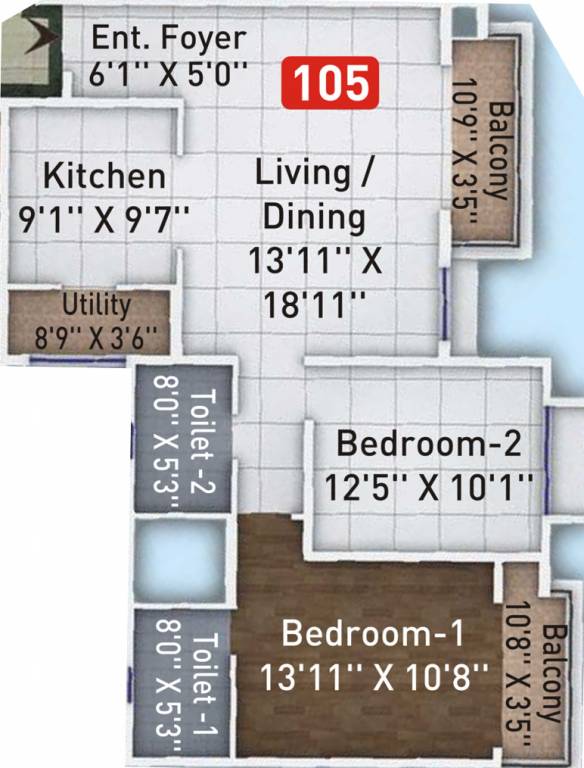 Ent. Foyer
6'1'' X 5'0''
105
Balcony
10'9'' X 3'5''
Kitchen
9'1'' X 9'7''
Living /
Dining
13'11'' X
18'11''
Utility
8'9'' X 3'6''
Toilet -2
8'0'' X 5'3''
Bedroom-2
12'5'' X 10'1''
Bedroom-1
13'11'' X 10'8''
Toilet -1
8'0'' X 5'3''
Balcony
10'8'' X 3'5''